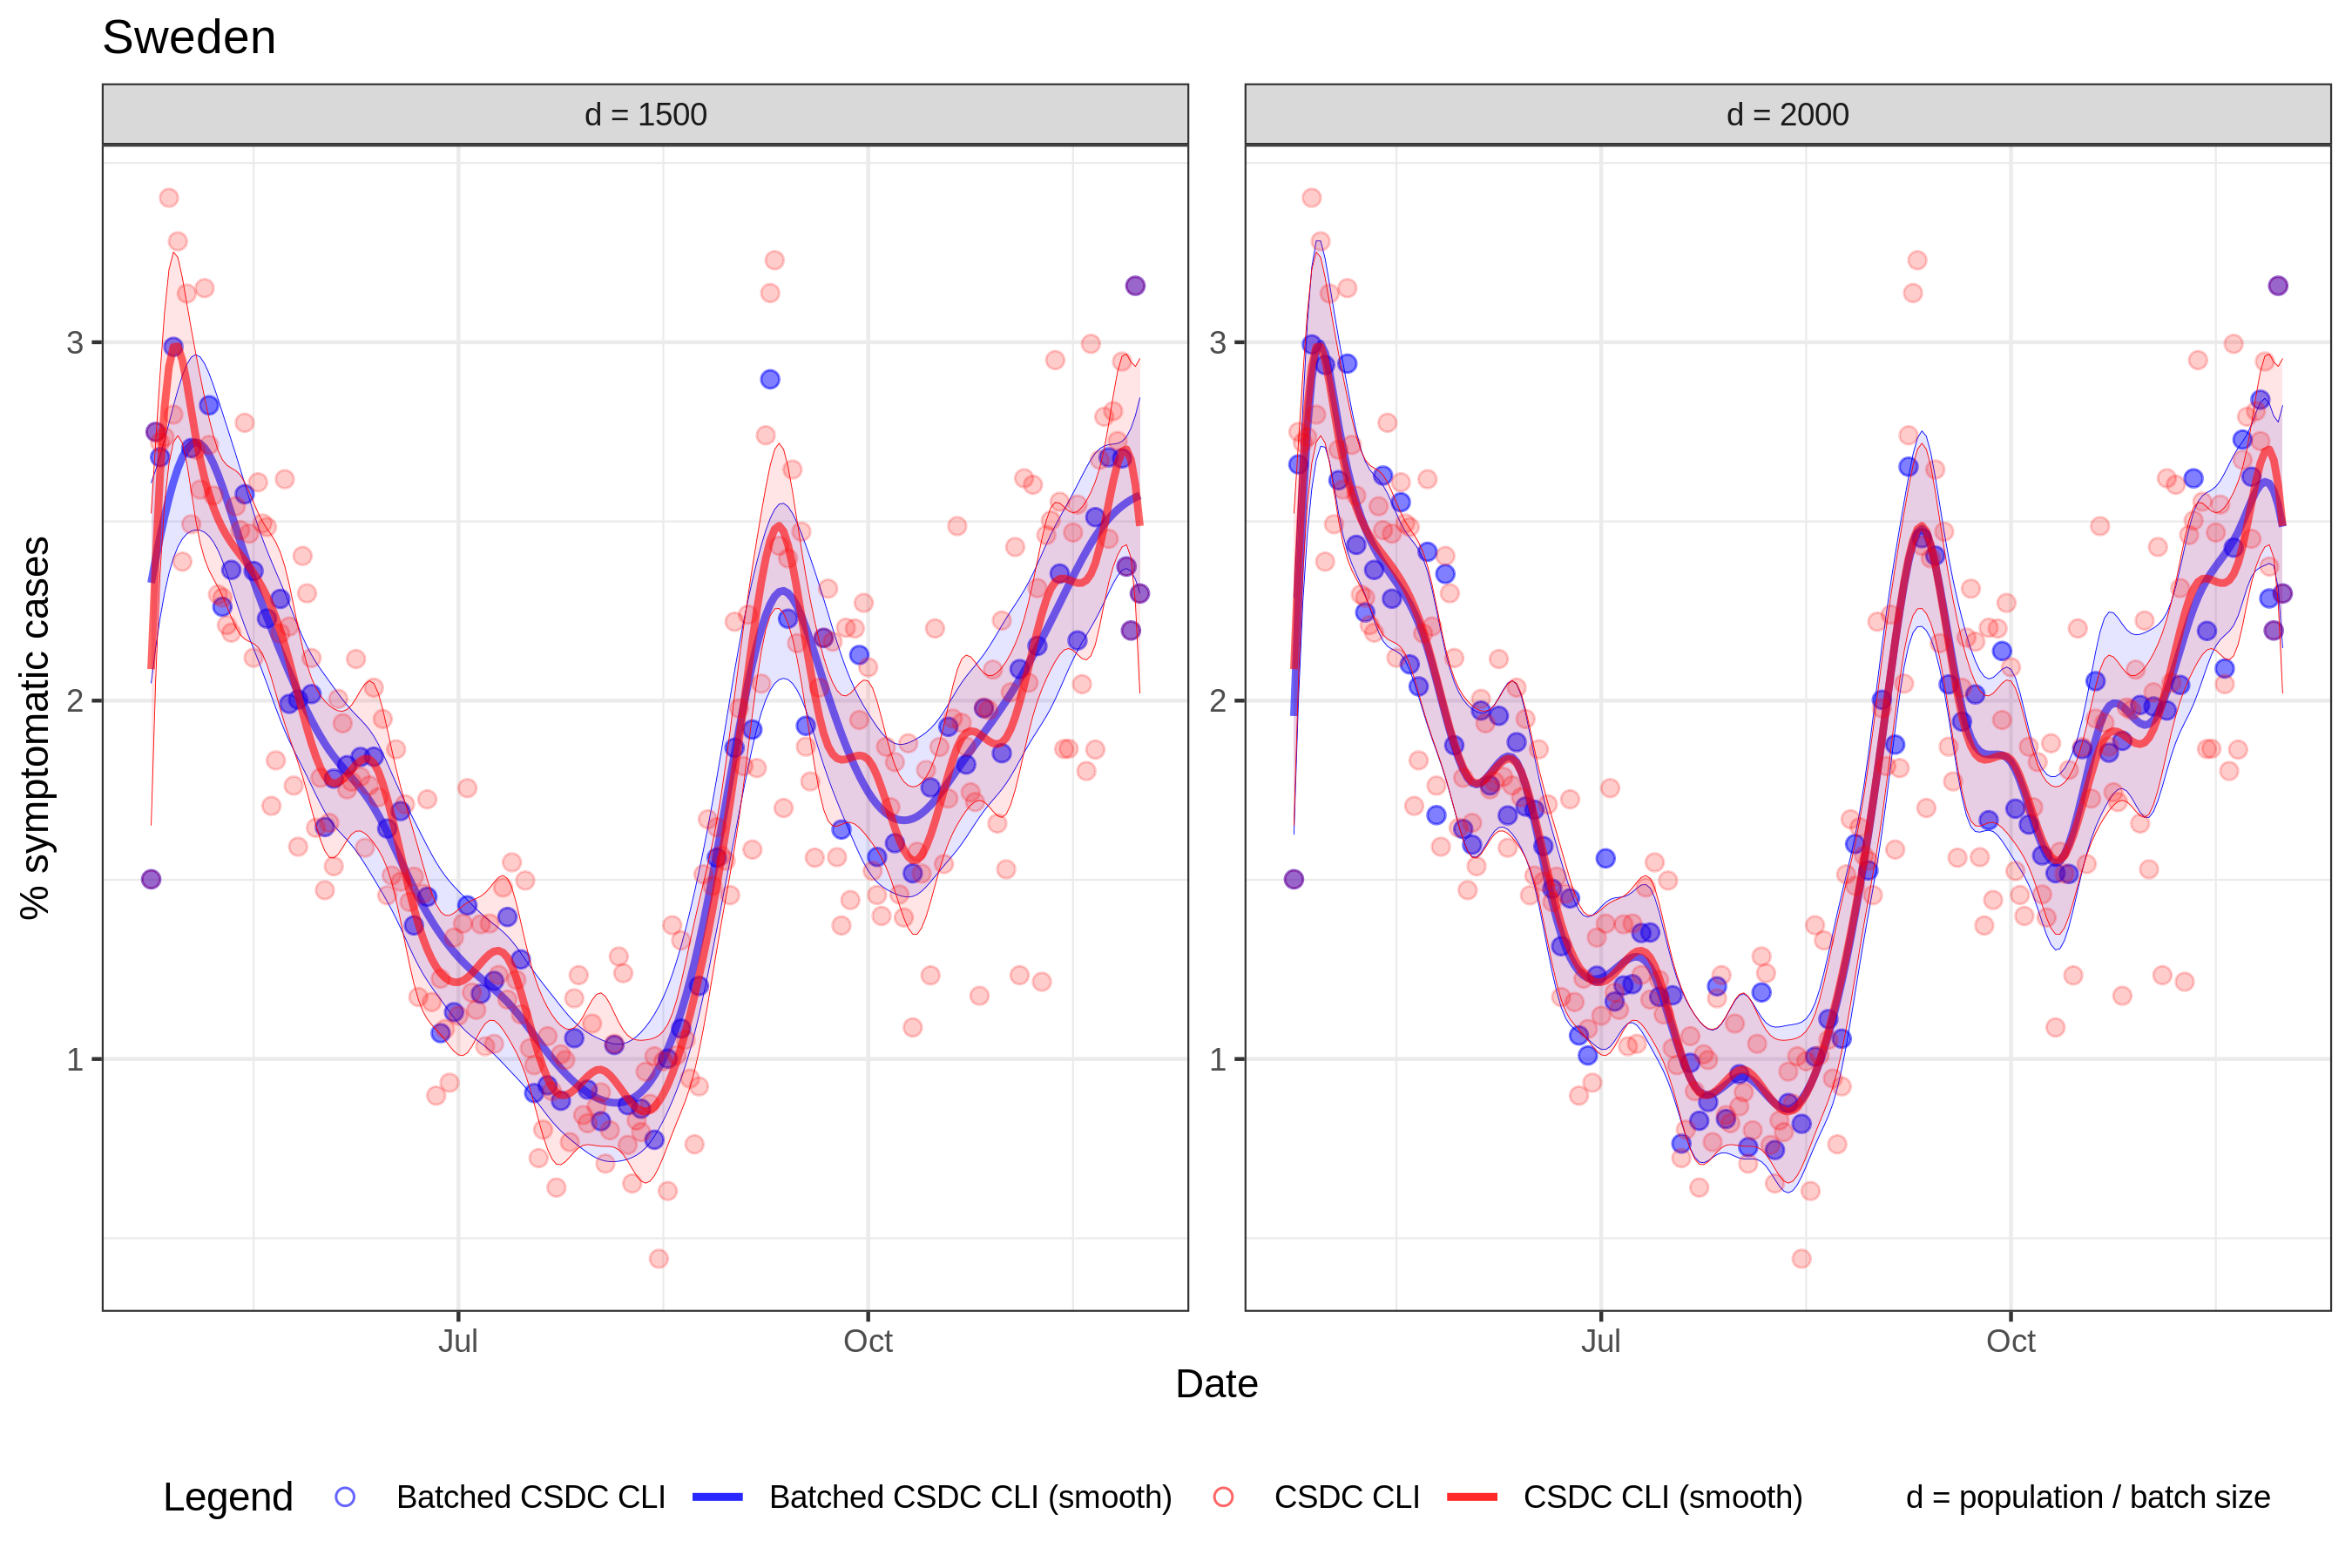 Sweden
d = 1500
d = 2000
% symptomatic cases
3
2
1
3
2
1
Jul
Oct
Jul
Oct
Date
Legend
Batched CSDC CLI
Batched CSDC CLI (smooth)
CSDC CLI
CSDC CLI (smooth)
d = population / batch size